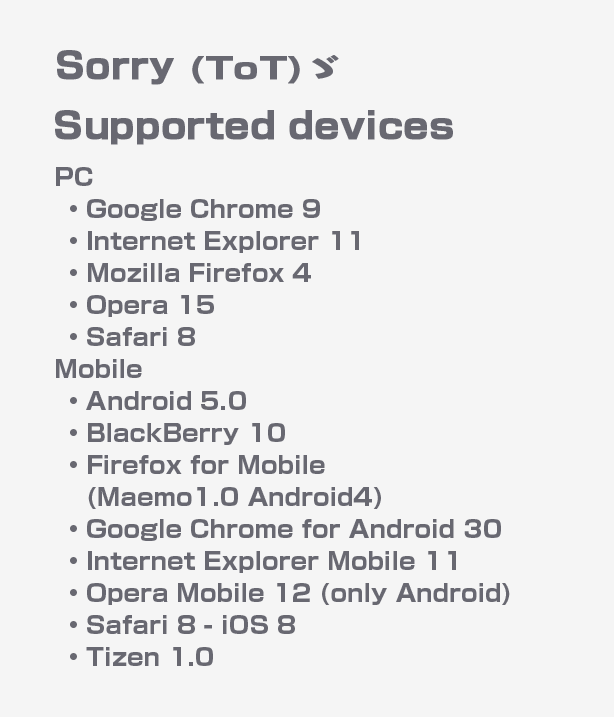 Sorry (ToT)ゞ
Supported devices
PC
• Google Chrome 9
• Internet Explorer 11
• Mozilla Firefox 4
• Opera 15
• Safari 8
Mobile
• Android 5.0
• BlackBerry 10
• Firefox for Mobile
(Maemo1.0 Android4)
• Google Chrome for Android 30
• Internet Explorer Mobile 11
• Opera Mobile 12 (only Android)
• Safari 8 - iOS 8
• Tizen 1.0